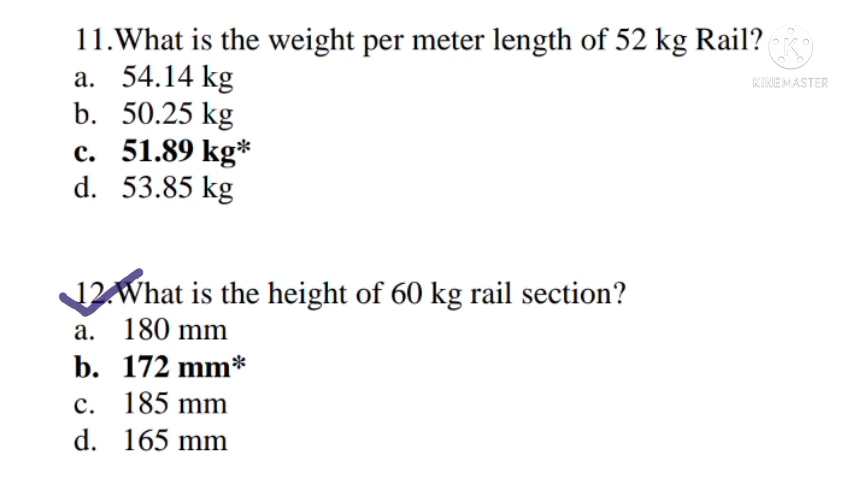 11.What is the weight per meter length of 52 kg Rail?
K
KINEMASTER
a. 54.14 kg
b. 50.25 kg
c. 51.89 kg*
d. 53.85 kg
12.What is the height of 60 kg rail section?
a. 180 mm
b. 172 mm*
c. 185 mm
d. 165 mm